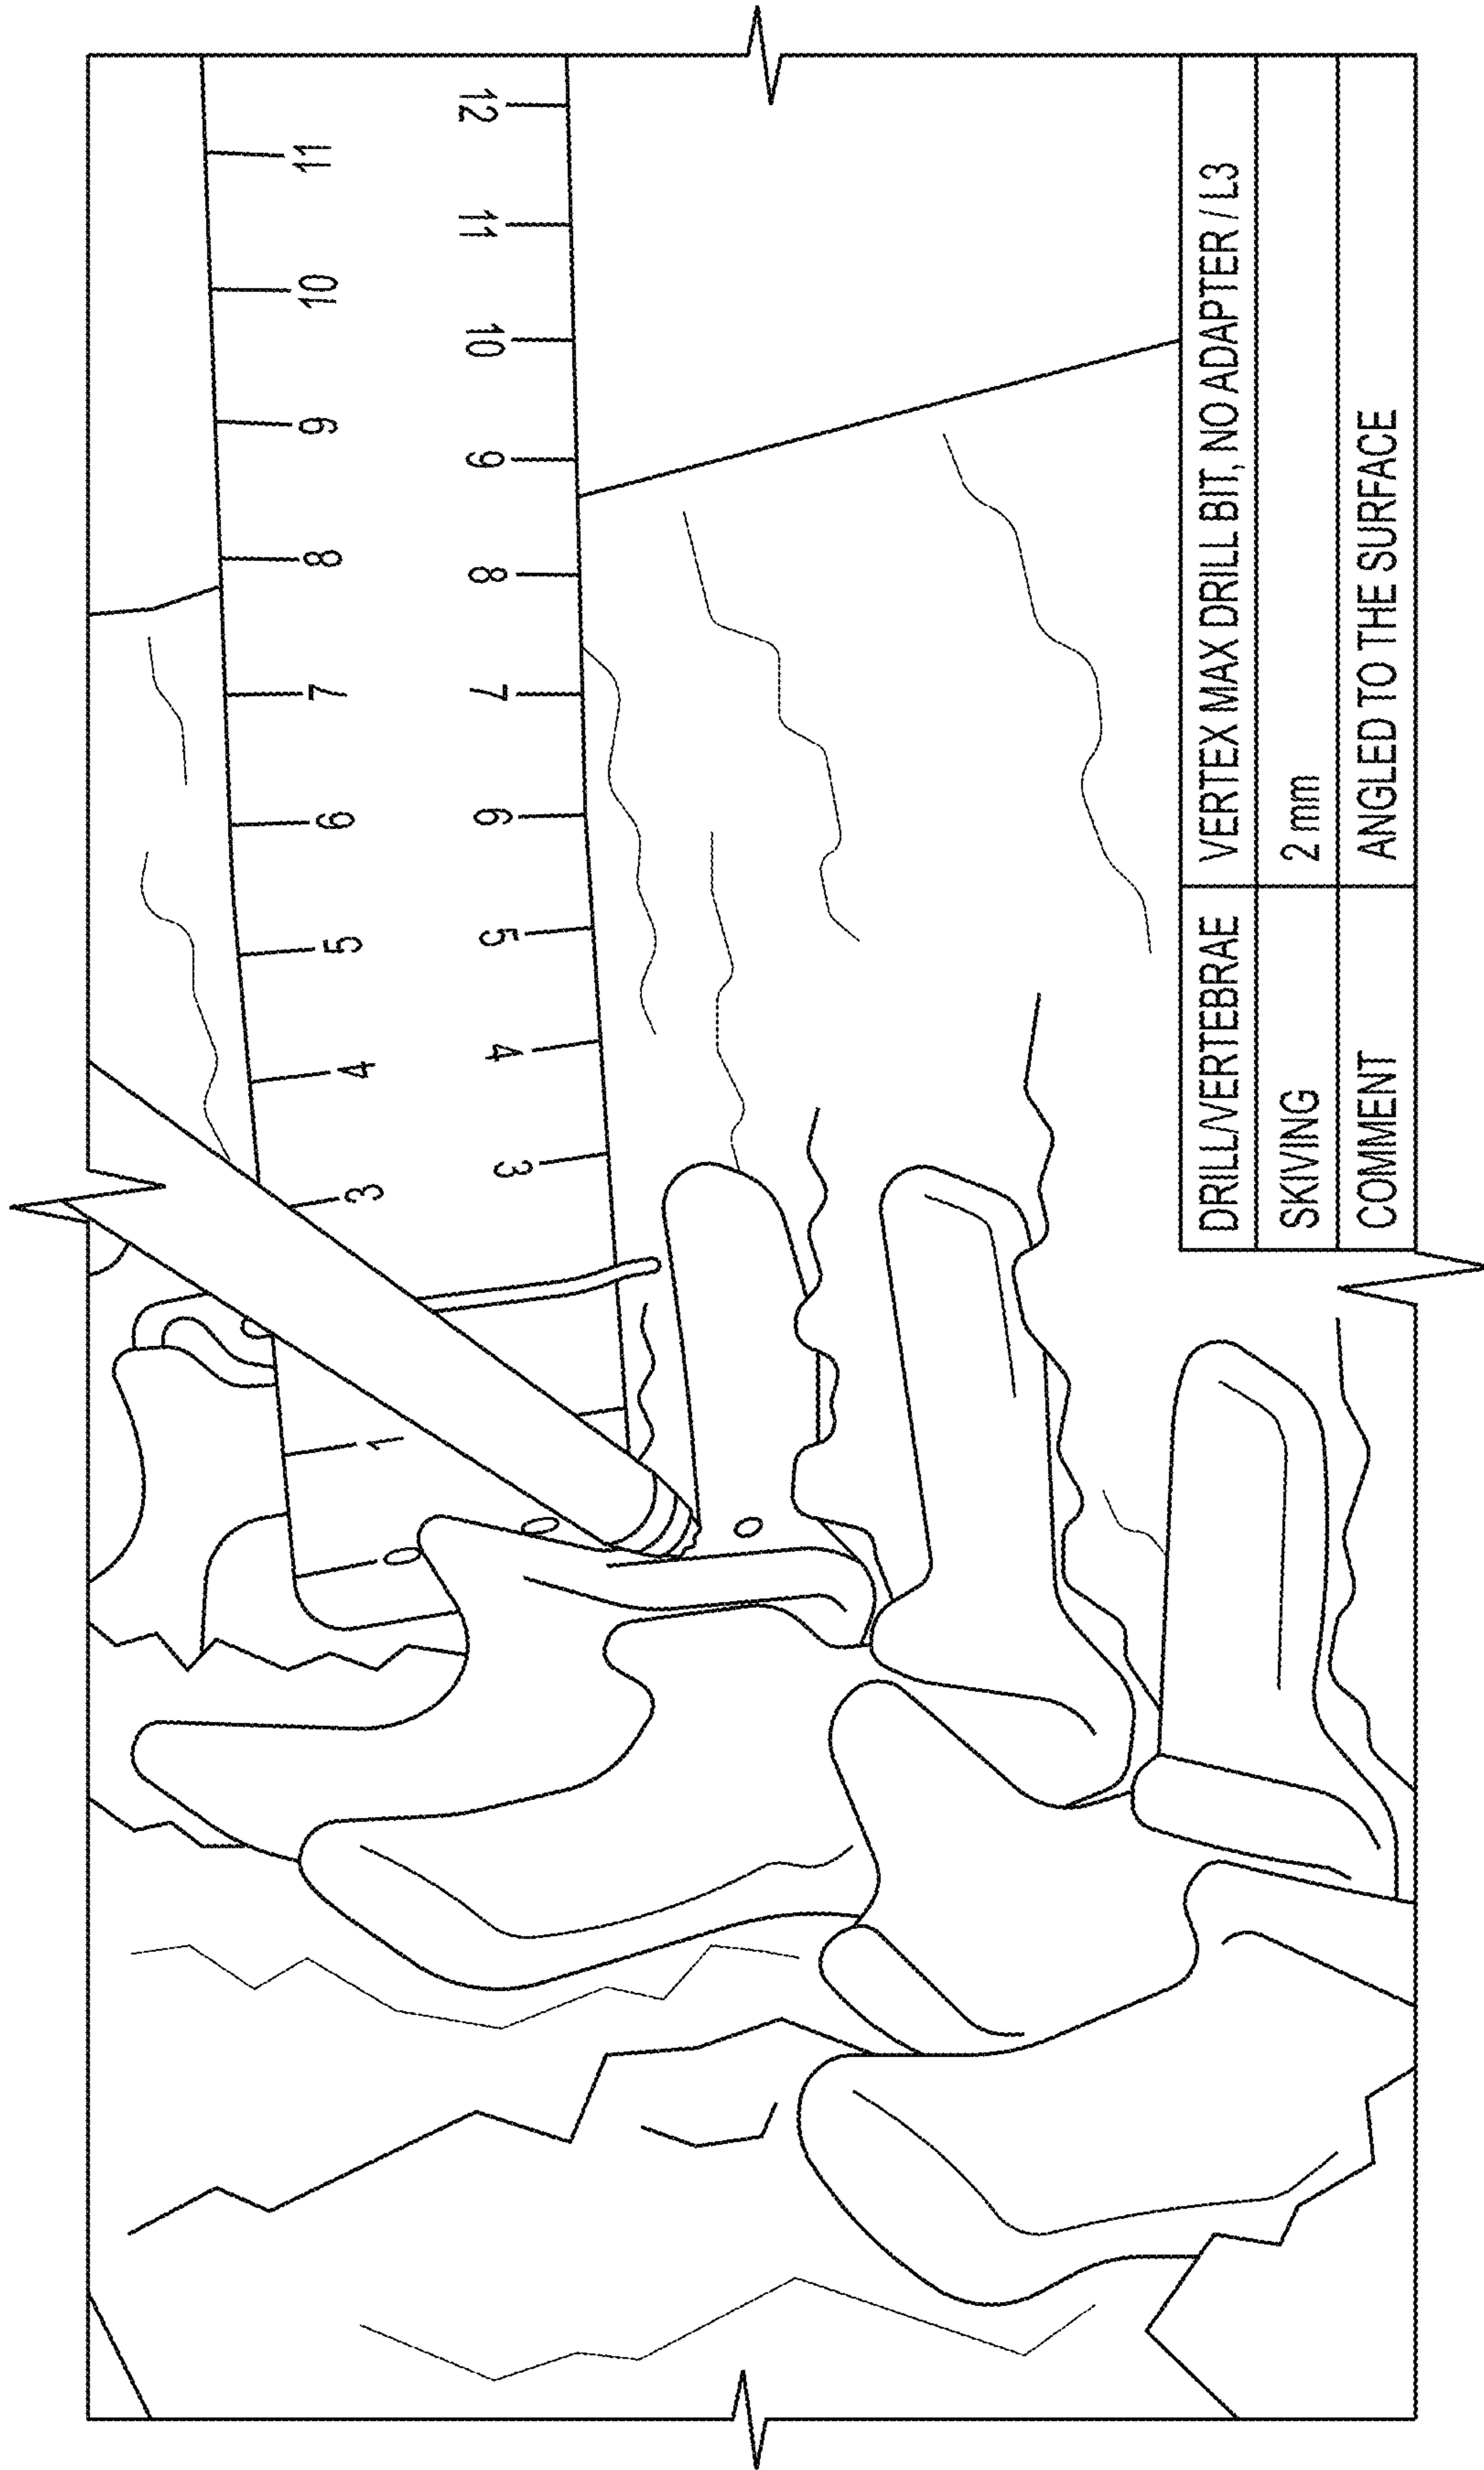 0 1 3 4 5 6 7 8 9 10 11
3 4 5 6 7 8 9 10 11 12
DRILL/VERTEBRAE VERTEX MAX DRILL BIT, NO ADAPTER / L3
SKIVING 2 mm
COMMENT ANGLED TO THE SURFACE